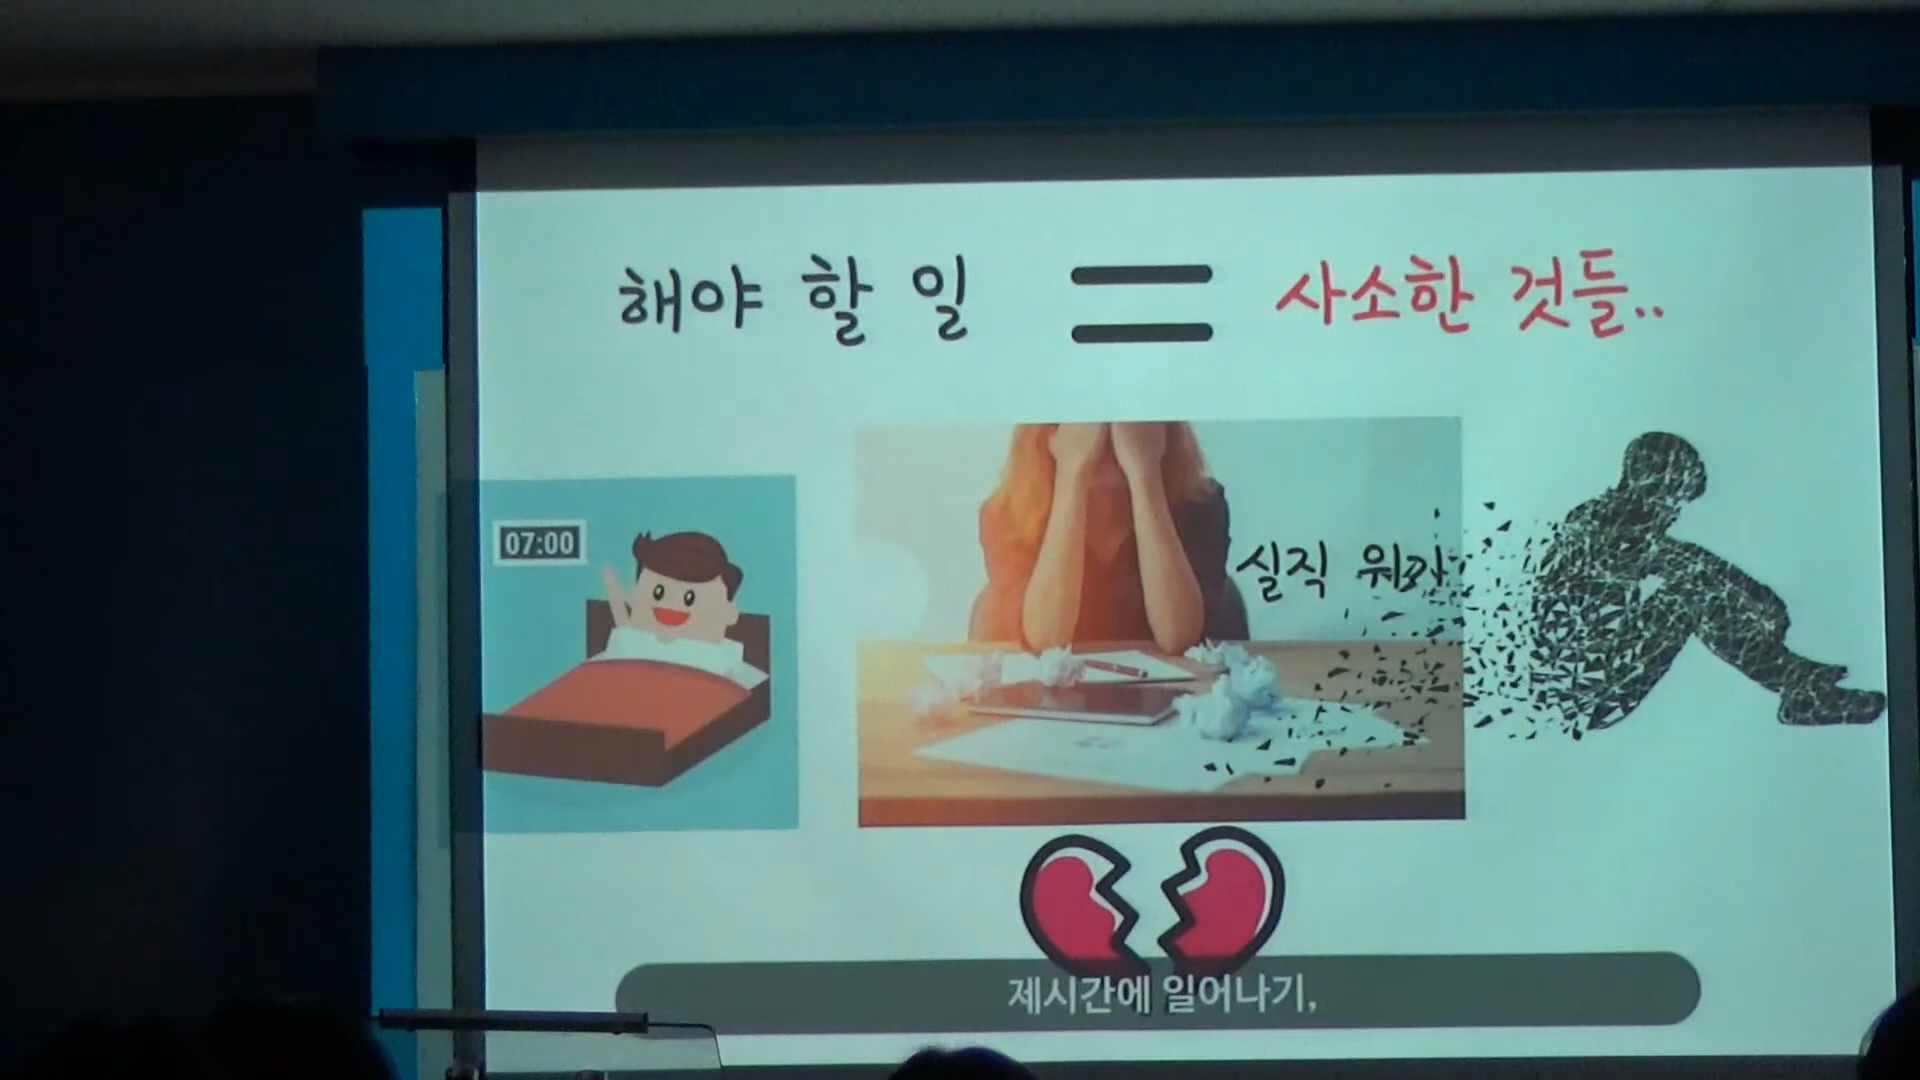 해야 할 일 = 사소한 것들..
07:00
실직 위기
제시간에 일어나기,